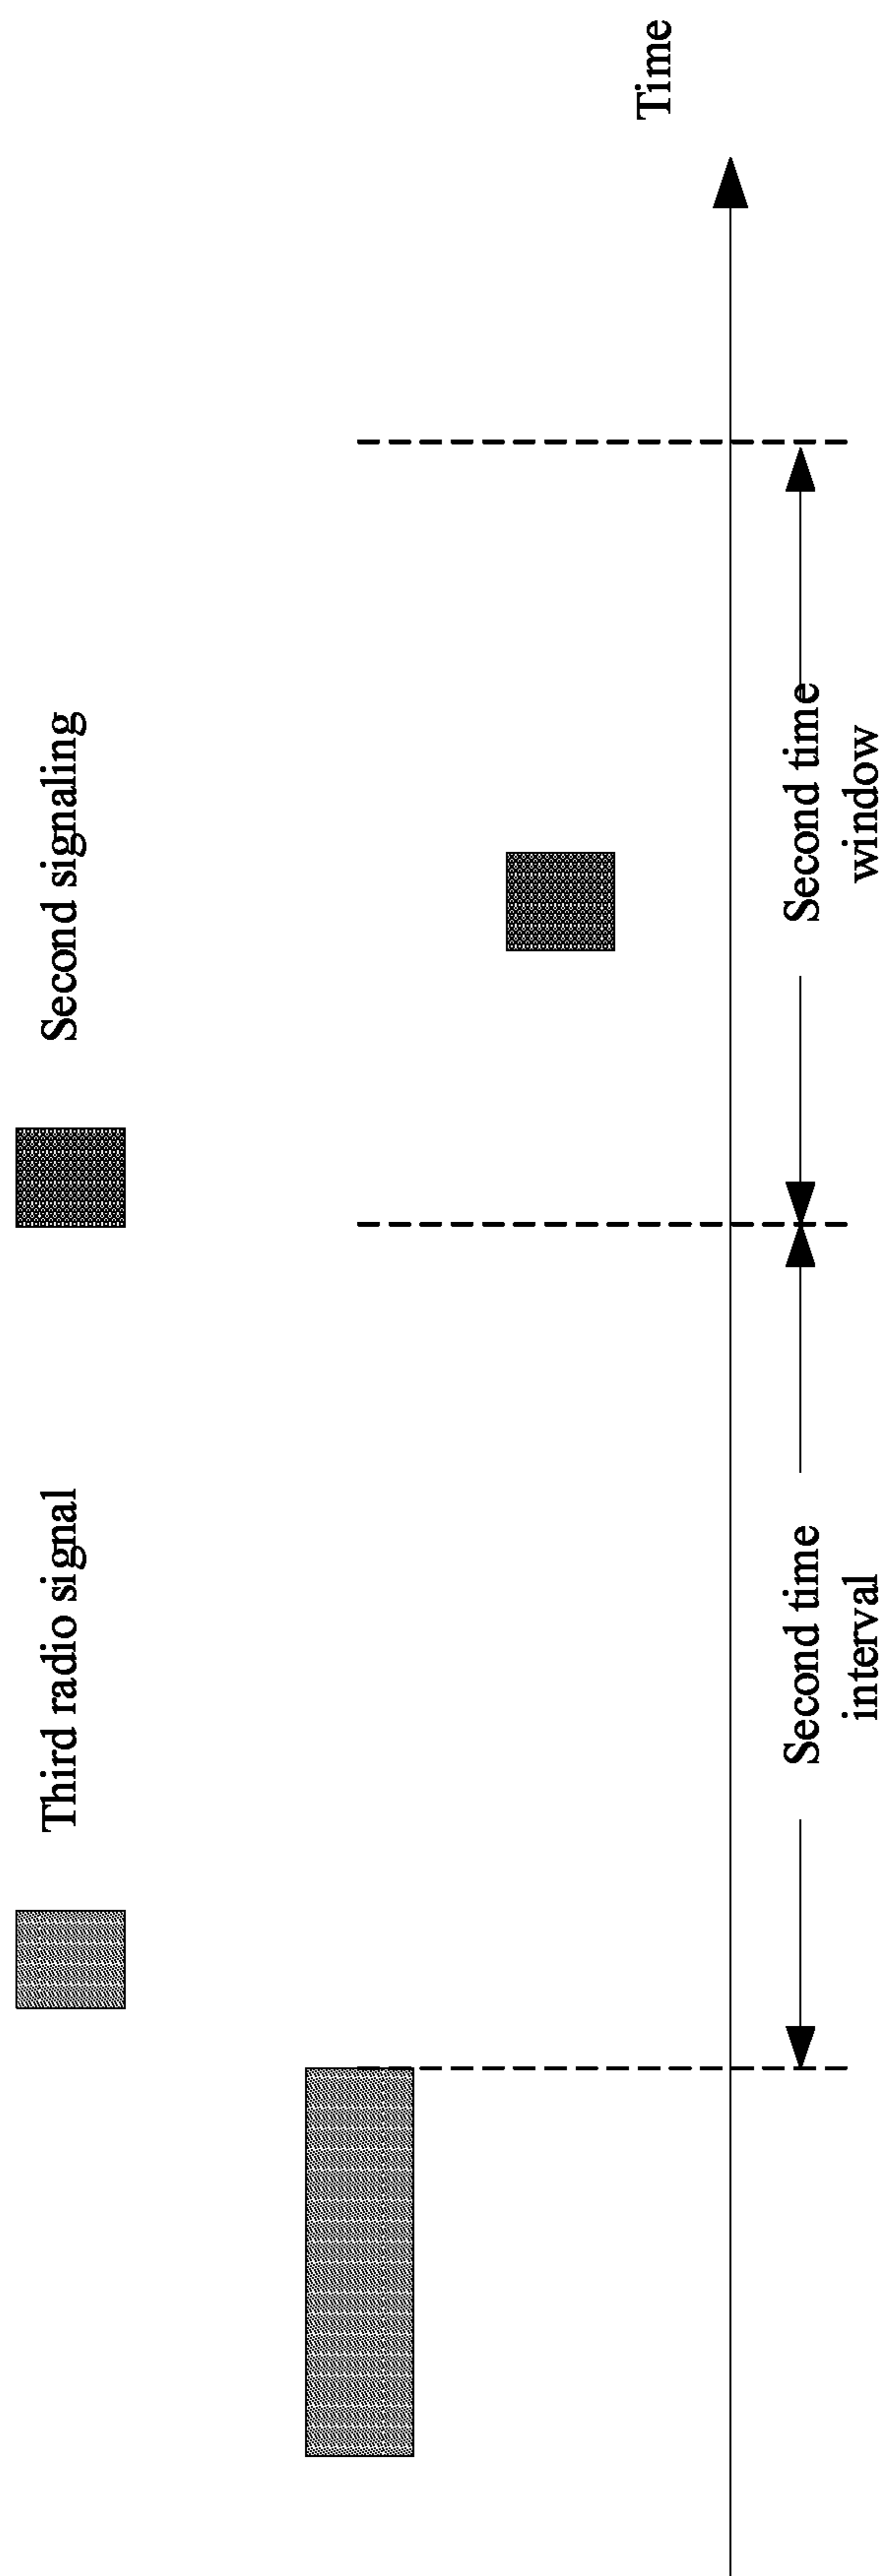 Third radio signal
Second signaling
Time
Second time
interval
Second time
window